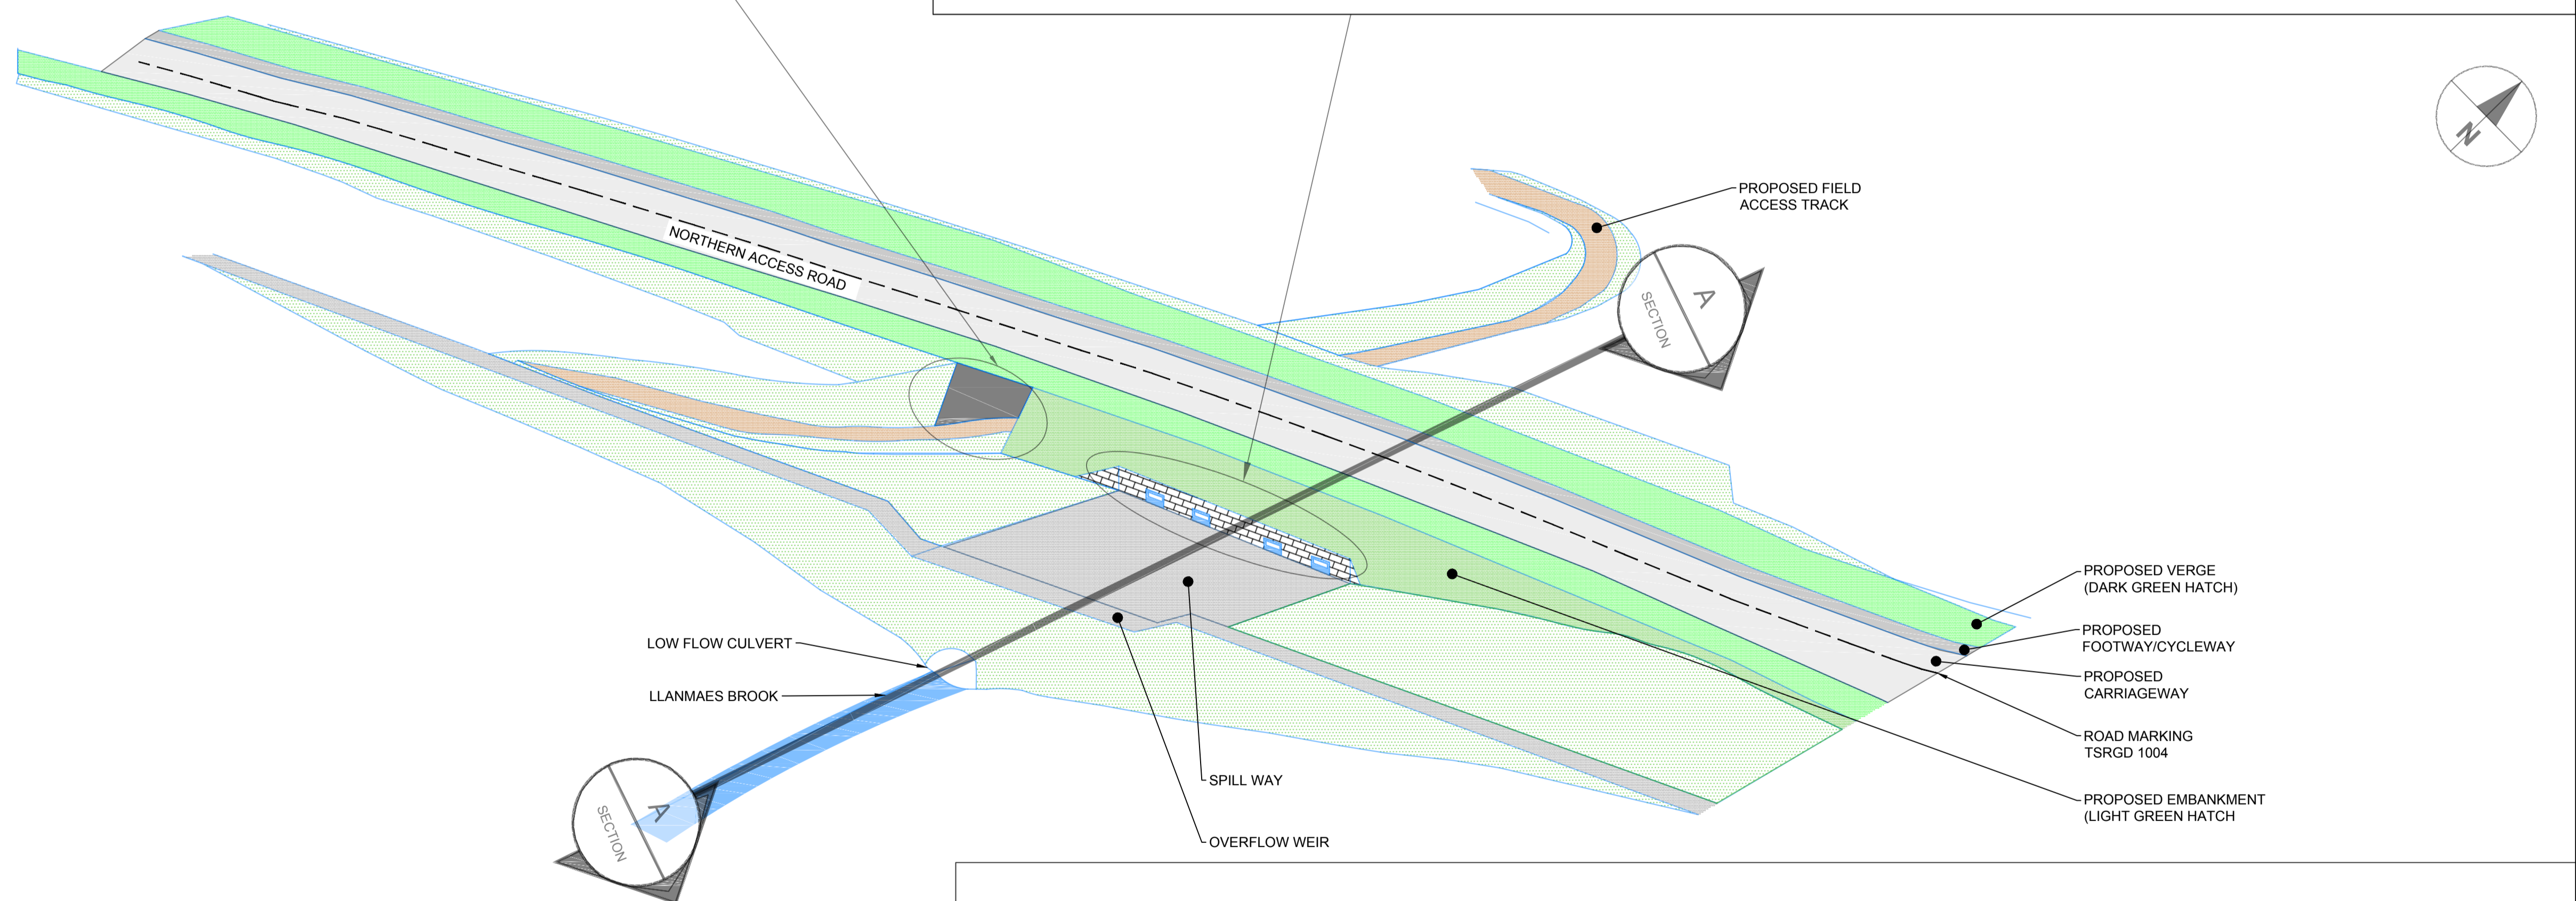 N
PROPOSED FIELD
ACCESS TRACK
NORTHERN ACCESS ROAD
A
SECTION
PROPOSED VERGE
(DARK GREEN HATCH)
PROPOSED
FOOTWAY/CYCLEWAY
LOW FLOW CULVERT
PROPOSED
CARRIAGEWAY
LLANMAES BROOK
ROAD MARKING
TSRGD 1004
SPILL WAY
PROPOSED EMBANKMENT
(LIGHT GREEN HATCH
A
SECTION
OVERFLOW WEIR